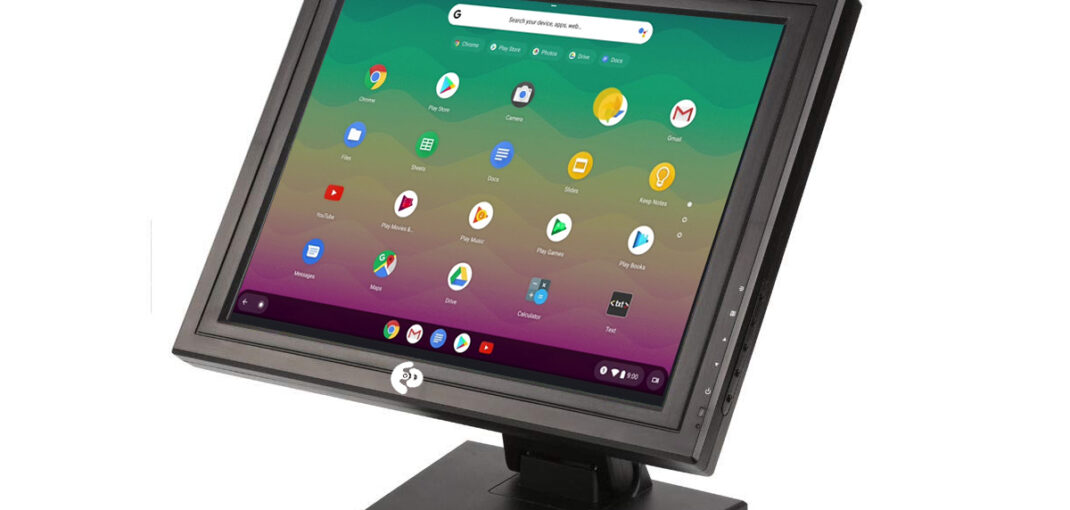 G Search your device, apps, web...
Chrome Play Store Photos Drive Docs
Chrome Play Store Camera Gmail
Files Sheets Docs Slides Keep Notes
YouTube Play Movies &.. Play Music Play Games Play Books
Messages Maps Drive Calculator Text
<txt>
9:00